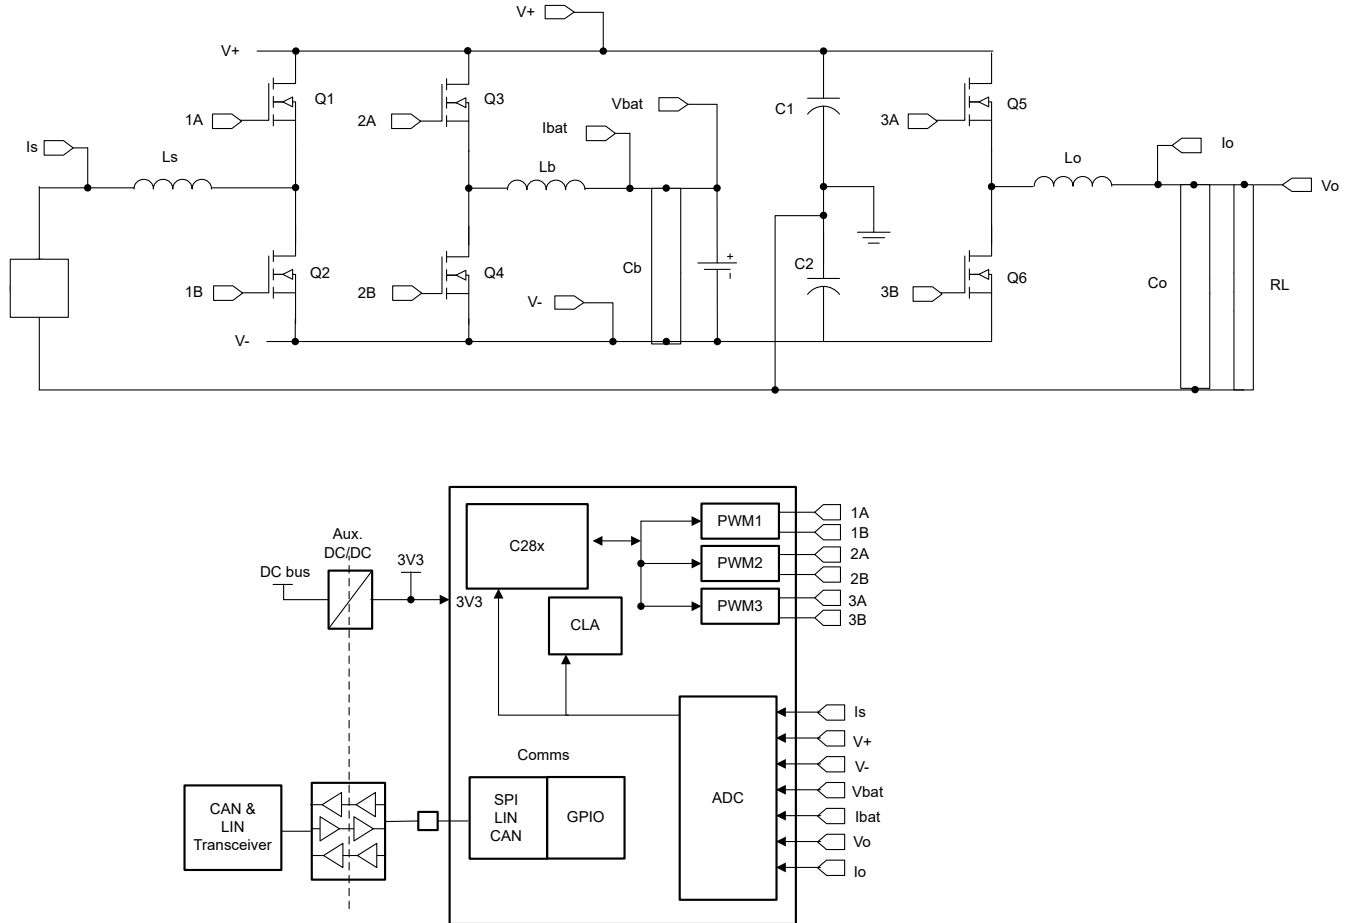 V+
V+
Q1
Q3
Q5
1A
2A
3A
Vbat
Ibat
C1
Is
Ls
Lb
Lo
Io
Vo
Q2
Q4
Q6
1B
2B
3B
Cb
+
-
C2
V-
V-
Co
RL
Aux.
DC/DC
DC bus
3V3
3V3
C28x
CLA
PWM1
PWM2
PWM3
1A
1B
2A
2B
3A
3B
Comms
SPI
LIN
CAN
GPIO
CAN &
LIN
Transceiver
ADC
Is
V+
V-
Vbat
Ibat
Vo
Io